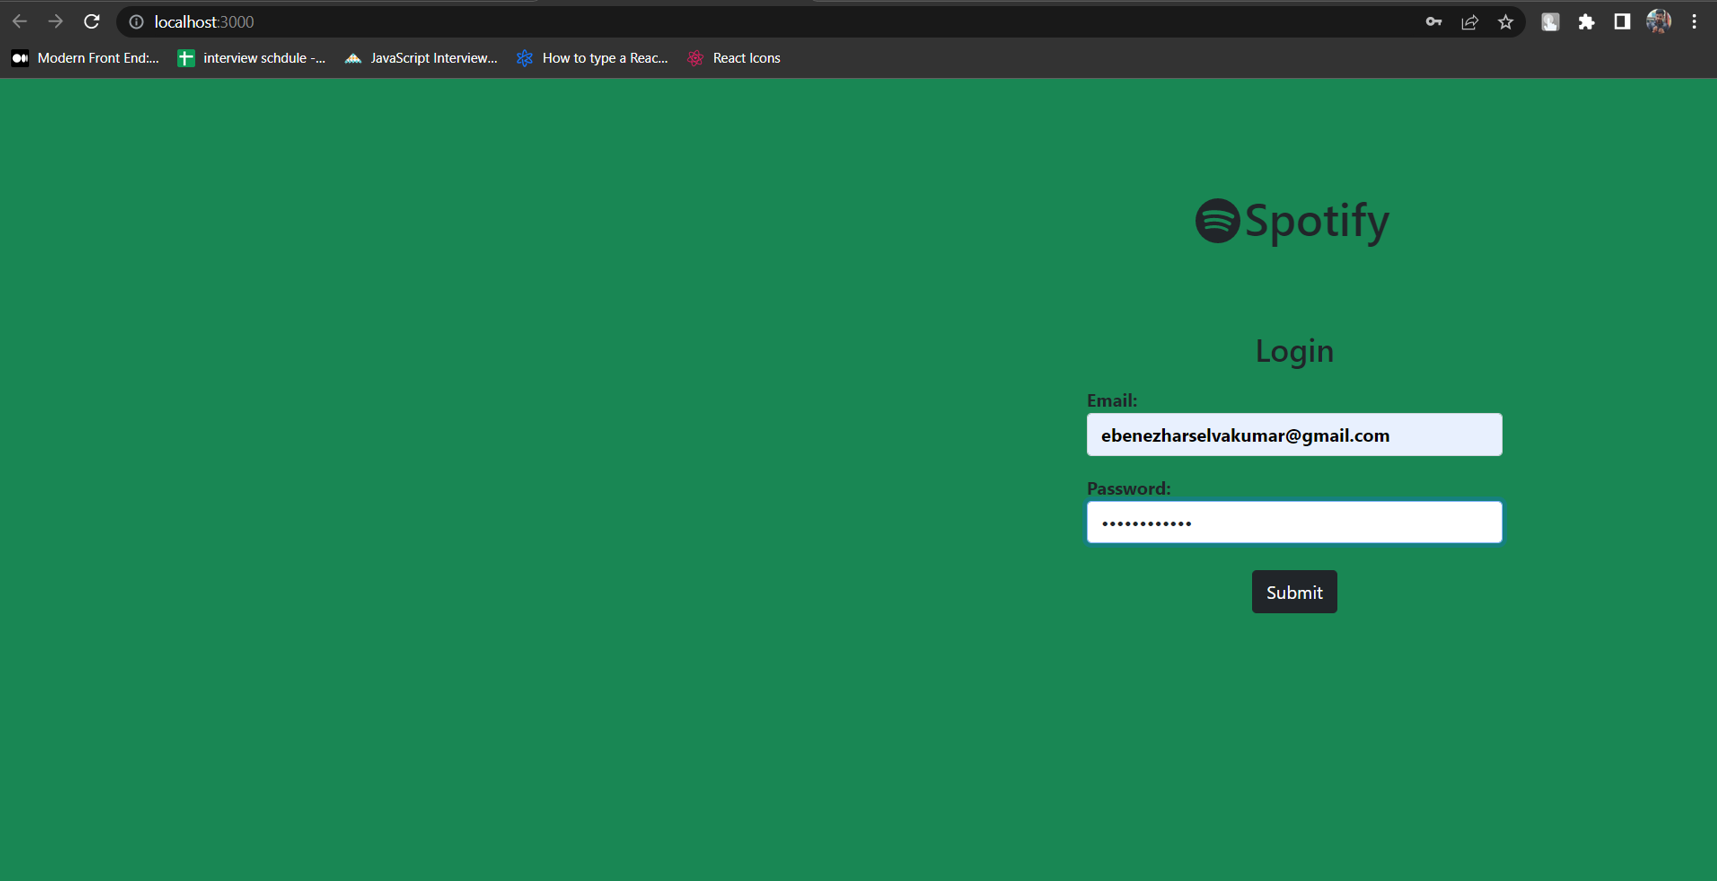 localhost:3000
Modern Front End:... interview schdule -... JavaScript Interview... How to type a Reac... React Icons
Spotify
Login
Email:
ebenezharselvakumar@gmail.com
Password:
••••••••••••
Submit